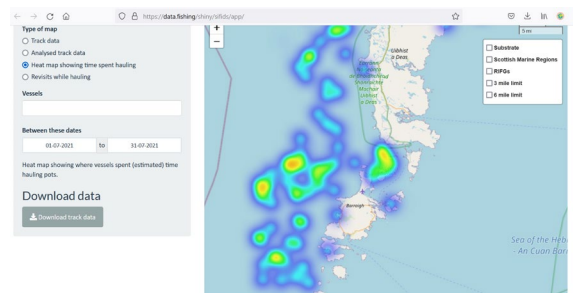 https://data.fishing/shiny/sifids/app/
Type of map
Track data
Analysed track data
Heat map showing time spent hauling
Revisits while hauling
Vessels
Between these dates
01-07-2021 to 31-07-2021
Heat map showing where vessels spent (estimated) time
hauling pots.
Download data
Download track data
+
−
5 mi
Substrate
Scottish Marine Regions
RIFGs
3 mile limit
6 mile limit
Uibhist
a Deas
Uibhist
a Deas
Barraigh
Sea of the Heb
- An Cuan Barr